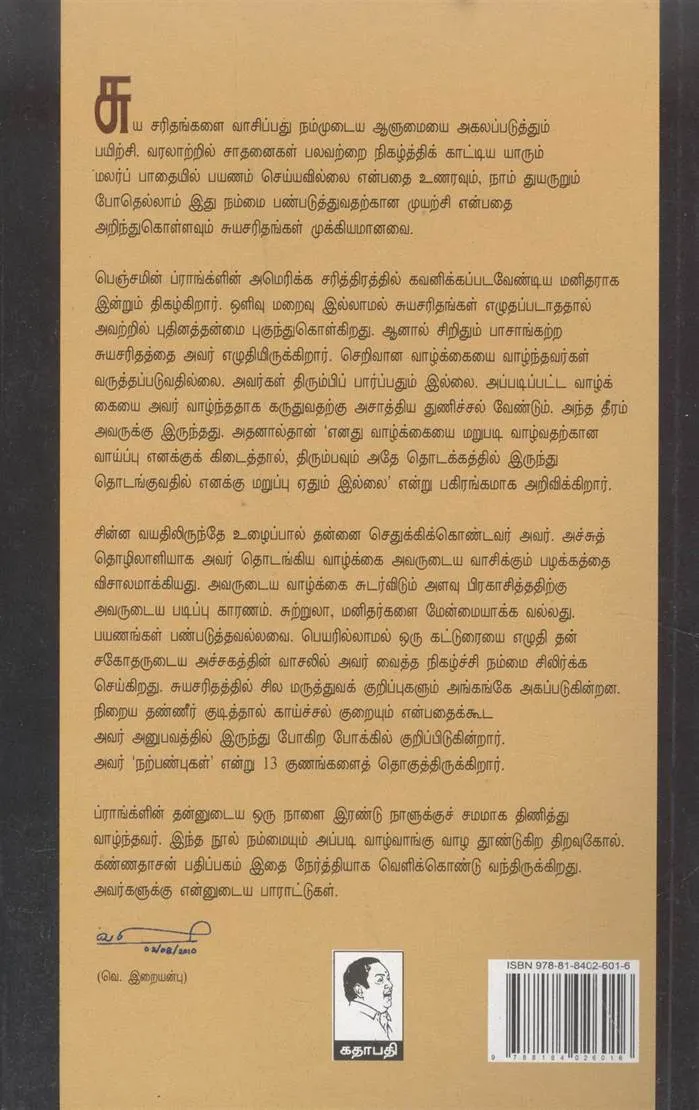 சுய சரிதங்களை வாசிப்பது நம்முடைய ஆளுமையை அகலப்படுத்தும்
பயிற்சி. வரலாற்றில் சாதனைகள் பலவற்றை நிகழ்த்திக் காட்டிய யாரும்
மலர்ப் பாதையில் பயணம் செய்யவில்லை என்பதை உணரவும், நாம் துயருறும்
போதெல்லாம் இது நம்மை பண்படுத்துவதற்கான முயற்சி என்பதை
அறிந்துகொள்ளவும் சுயசரிதங்கள் முக்கியமானவை.
பெஞ்சமின் ப்ராங்க்ளின் அமெரிக்க சரித்திரத்தில் கவனிக்கப்படவேண்டிய மனிதராக
இன்றும் திகழ்கிறார். ஒளிவு மறைவு இல்லாமல் சுயசரிதங்கள் எழுதப்படாததால்
அவற்றில் புதினத்தன்மை புகுந்துகொள்கிறது. ஆனால் சிறிதும் பாசாங்கற்ற
சுயசரிதத்தை அவர் எழுதியிருக்கிறார். செறிவான வாழ்க்கையை வாழ்ந்தவர்கள்
வருத்தப்படுவதில்லை. அவர்கள் திரும்பிப் பார்ப்பதும் இல்லை. அப்படிப்பட்ட வாழ்க்
கையை அவர் வாழ்ந்ததாக கருதுவதற்கு அசாத்திய துணிச்சல் வேண்டும். அந்த தீரம்
அவருக்கு இருந்தது. அதனால்தான் ‘எனது வாழ்க்கையை மறுபடி வாழ்வதற்கான
வாய்ப்பு எனக்குக் கிடைத்தால், திரும்பவும் அதே தொடக்கத்தில் இருந்து
தொடங்குவதில் எனக்கு மறுப்பு ஏதும் இல்லை’ என்று பகிரங்கமாக அறிவிக்கிறார்.
சின்ன வயதிலிருந்தே உழைப்பால் தன்னை செதுக்கிக்கொண்டவர் அவர். அச்சுத்
தொழிலாளியாக அவர் தொடங்கிய வாழ்க்கை அவருடைய வாசிக்கும் பழக்கத்தை
விசாலமாக்கியது. அவருடைய வாழ்க்கை சுடர்விடும் அளவு பிரகாசித்ததிற்கு
அவருடைய படிப்பு காரணம். சுற்றுலா, மனிதர்களை மேன்மையாக்க வல்லது.
பயணங்கள் பண்படுத்தவல்லவை. பெயரில்லாமல் ஒரு கட்டுரையை எழுதி தன்
சகோதருடைய அச்சகத்தின் வாசலில் அவர் வைத்த நிகழ்ச்சி நம்மை சிலிர்க்க
செய்கிறது. சுயசரிதத்தில் சில மருத்துவக் குறிப்புகளும் அங்கங்கே அகப்படுகின்றன.
நிறைய தண்ணீர் குடித்தால் காய்ச்சல் குறையும் என்பதைக்கூட
அவர் அனுபவத்தில் இருந்து போகிற போக்கில் குறிப்பிடுகின்றார்.
அவர் ‘நற்பண்புகள்’ என்று 13 குணங்களைத் தொகுத்திருக்கிறார்.
ப்ராங்க்ளின் தன்னுடைய ஒரு நாளை இரண்டு நாளுக்குச் சமமாக திணித்து
வாழ்ந்தவர். இந்த நூல் நம்மையும் அப்படி வாழ்வாங்கு வாழ தூண்டுகிற திறவுகோல்.
கண்ணதாசன் பதிப்பகம் இதை நேர்த்தியாக வெளிக்கொண்டு வந்திருக்கிறது.
அவர்களுக்கு என்னுடைய பாராட்டுகள்.
02/08/2010
(வெ. இறையன்பு)
கதாபதி
ISBN 978-81-8402-601-6
9 788184 026016